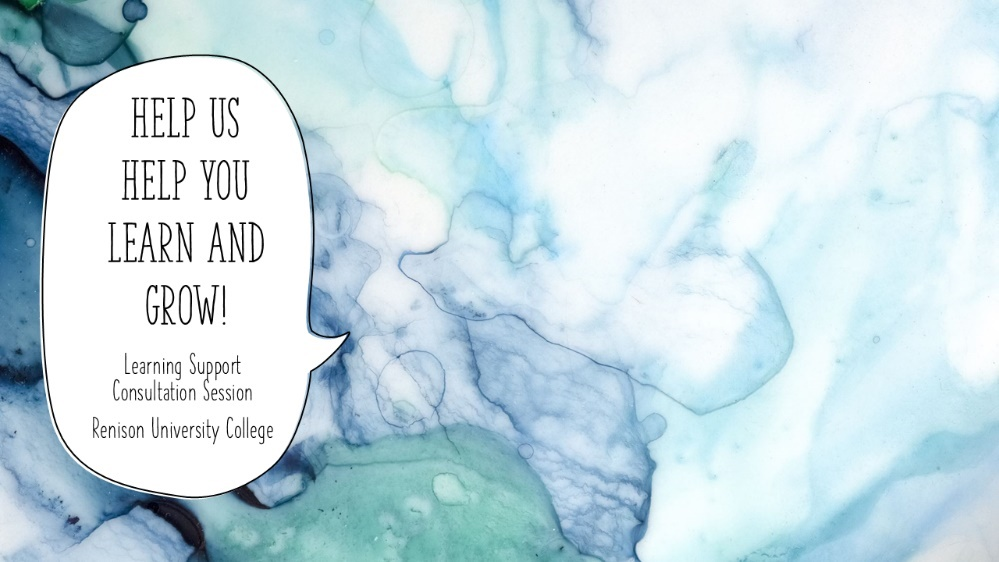 HELP US
HELP YOU
LEARN AND
GROW!
Learning Support
Consultation Session
Renison University College